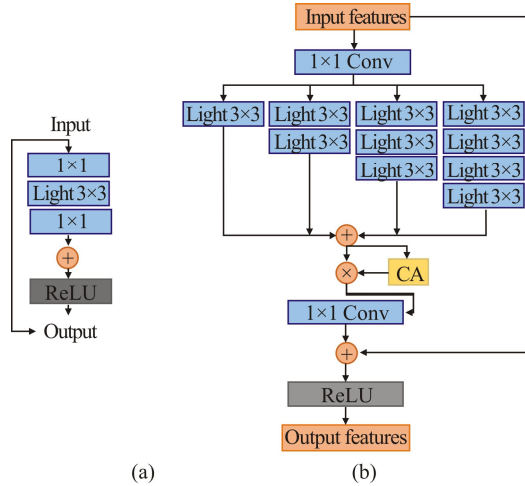 Input
1×1
Light 3×3
1×1
+
ReLU
Output
(a)
Input features
1×1 Conv
Light 3×3 Light 3×3 Light 3×3 Light 3×3
Light 3×3 Light 3×3 Light 3×3
Light 3×3 Light 3×3
Light 3×3
+
× CA
1×1 Conv
+
ReLU
Output features
(b)